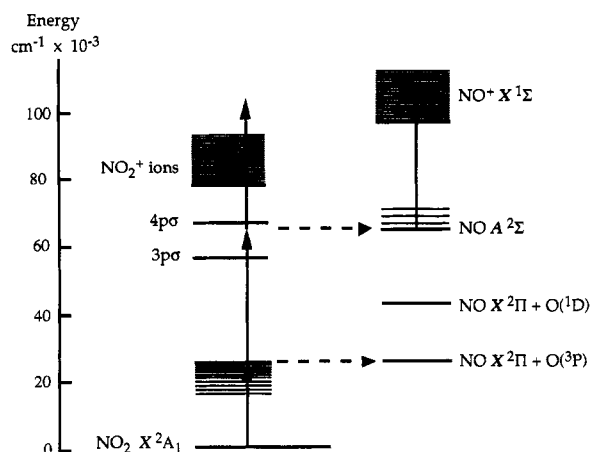 Energy
cm⁻¹ × 10⁻³
100
80
60
40
20
0
NO₂⁺ ions
4pσ
3pσ
NO₂ X ²A₁
NO⁺ X ¹Σ
NO A ²Σ
NO X ²Π + O(¹D)
NO X ²Π + O(³P)